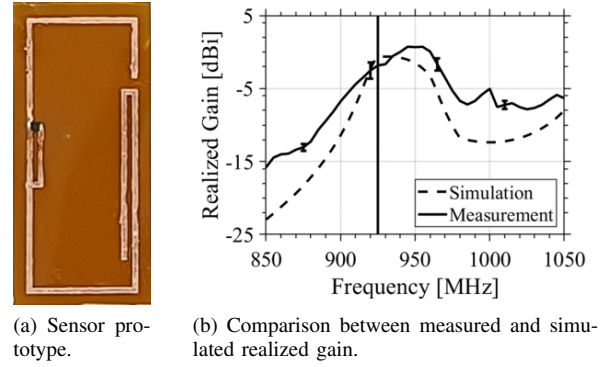 5
-5
-15
-25
Realized Gain [dBi]
Simulation
Measurement
850
900
950
1000
1050
Frequency [MHz]
(a) Sensor pro-
totype.
(b) Comparison between measured and simu-
lated realized gain.